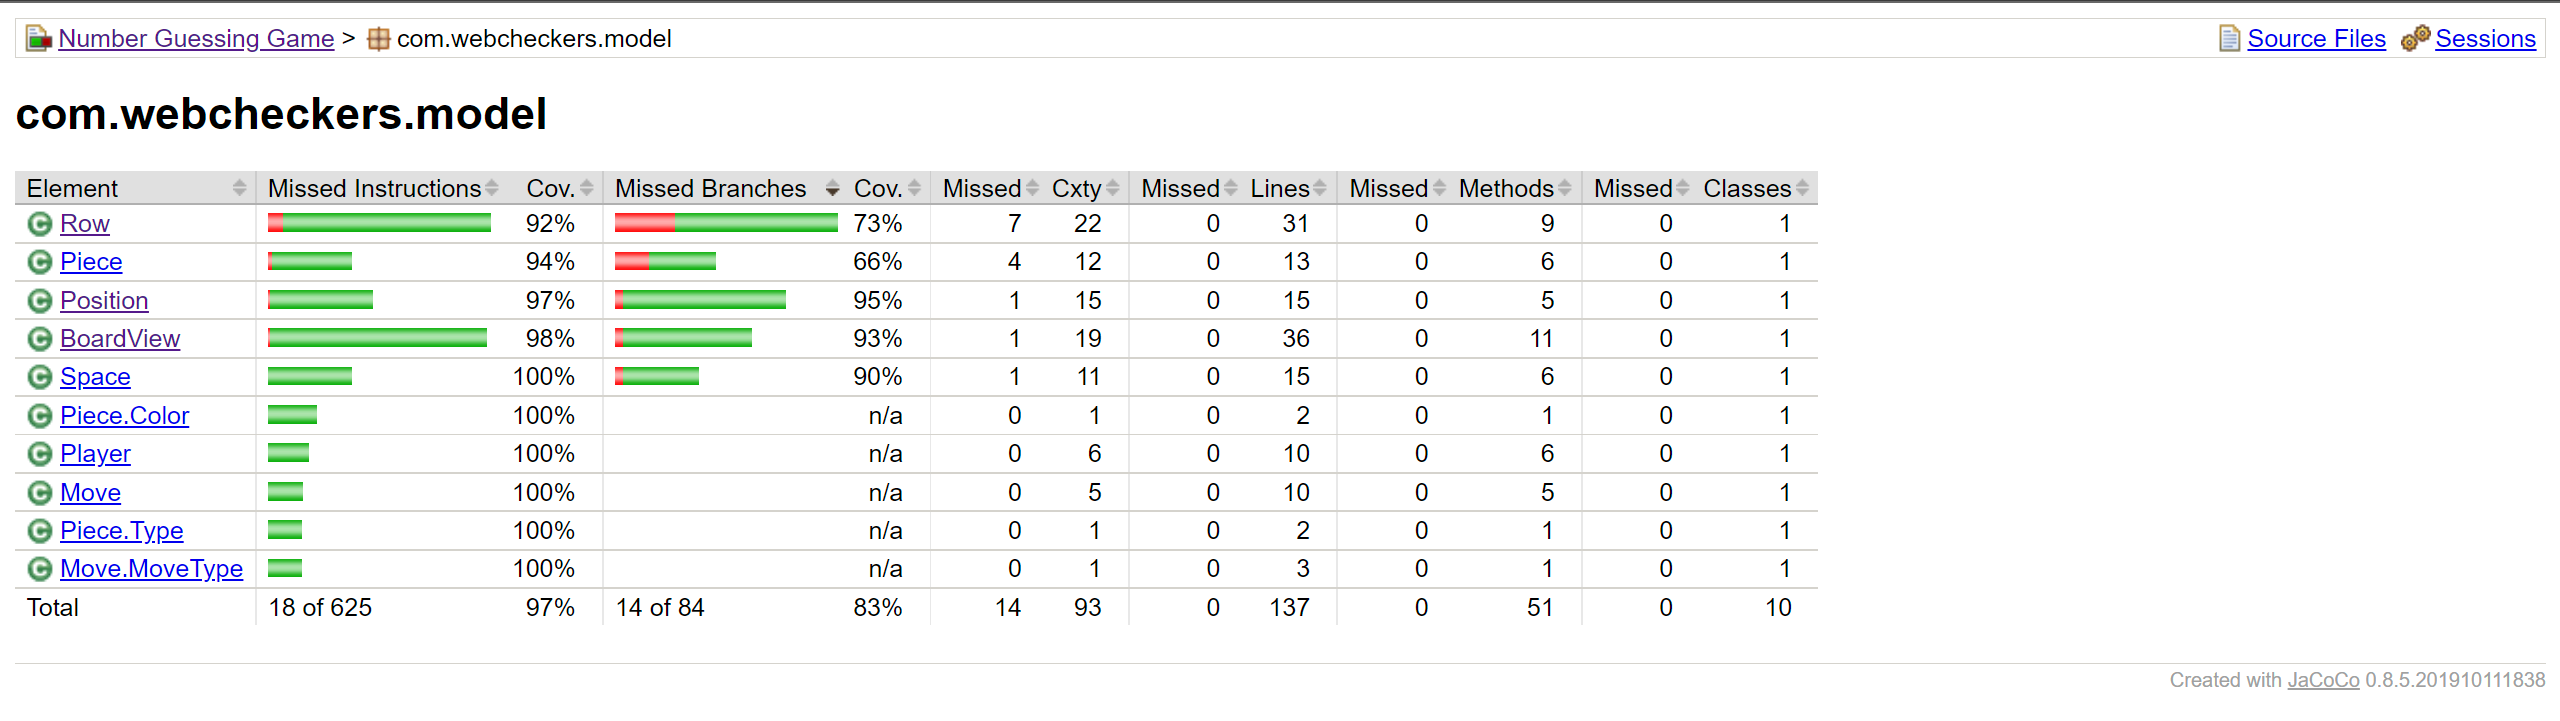 Number Guessing Game > com.webcheckers.model Source Files Sessions
com.webcheckers.model
Element Missed Instructions Cov. Missed Branches Cov. Missed Cxty Missed Lines Missed Methods Missed Classes
Row 92% 73% 7 22 0 31 0 9 0 1
Piece 94% 66% 4 12 0 13 0 6 0 1
Position 97% 95% 1 15 0 15 0 5 0 1
BoardView 98% 93% 1 19 0 36 0 11 0 1
Space 100% 90% 1 11 0 15 0 6 0 1
Piece.Color 100% n/a 0 1 0 2 0 1 0 1
Player 100% n/a 0 6 0 10 0 6 0 1
Move 100% n/a 0 5 0 10 0 5 0 1
Piece.Type 100% n/a 0 1 0 2 0 1 0 1
Move.MoveType 100% n/a 0 1 0 3 0 1 0 1
Total 18 of 625 97% 14 of 84 83% 14 93 0 137 0 51 0 10
Created with JaCoCo 0.8.5.201910111838